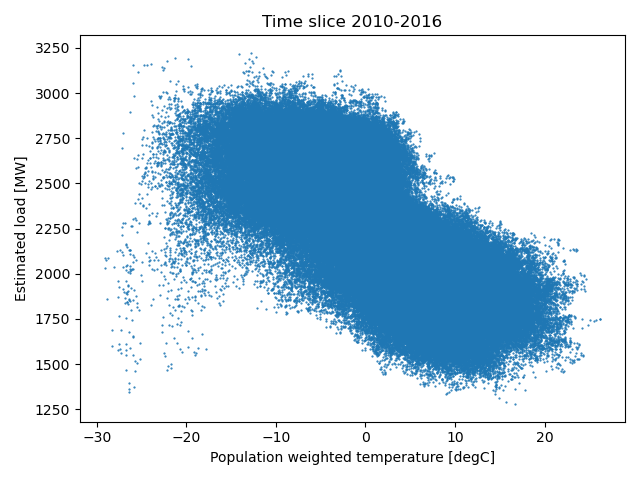 Time slice 2010-2016
3250
3000
2750
2500
2250
2000
1750
1500
1250
Estimated load [MW]
−30 −20 −10 0 10 20
Population weighted temperature [degC]